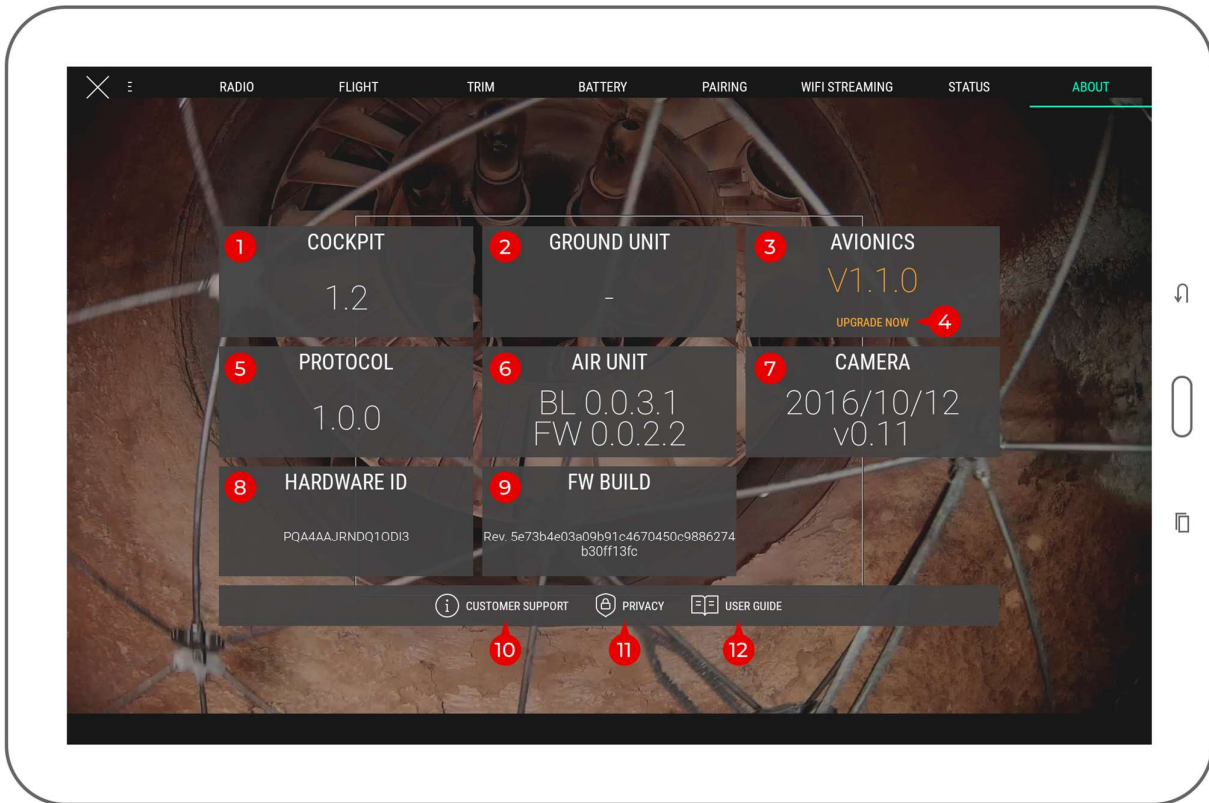 E RADIO FLIGHT TRIM BATTERY PAIRING WIFI STREAMING STATUS ABOUT
1 COCKPIT
1.2
2 GROUND UNIT
-
3 AVIONICS
V1.1.0
UPGRADE NOW 4
5 PROTOCOL
1.0.0
6 AIR UNIT
BL 0.0.3.1
FW 0.0.2.2
7 CAMERA
2016/10/12
v0.11
8 HARDWARE ID
PQA4AAJRNDQ1ODI3
9 FW BUILD
Rev. 5e73b4e03a09b91c4670450c9886274
b30ff13fc
CUSTOMER SUPPORT PRIVACY USER GUIDE
10 11 12